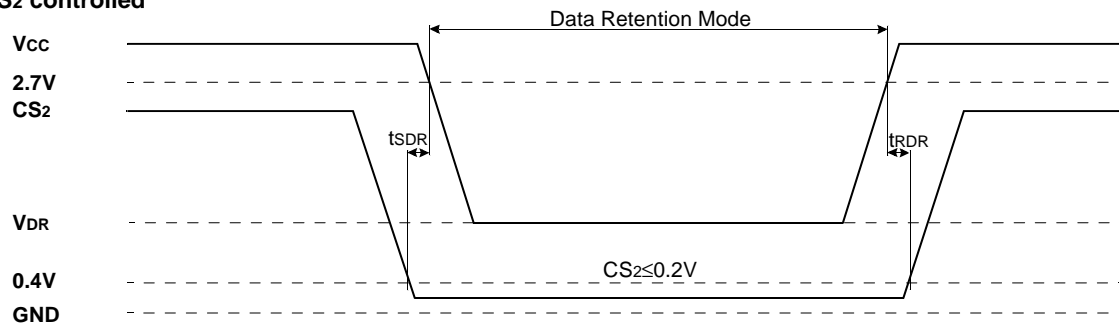 S2 controlled
Data Retention Mode
VCC
2.7V
CS2
tSDR
tRDR
VDR
0.4V
CS2≤0.2V
GND